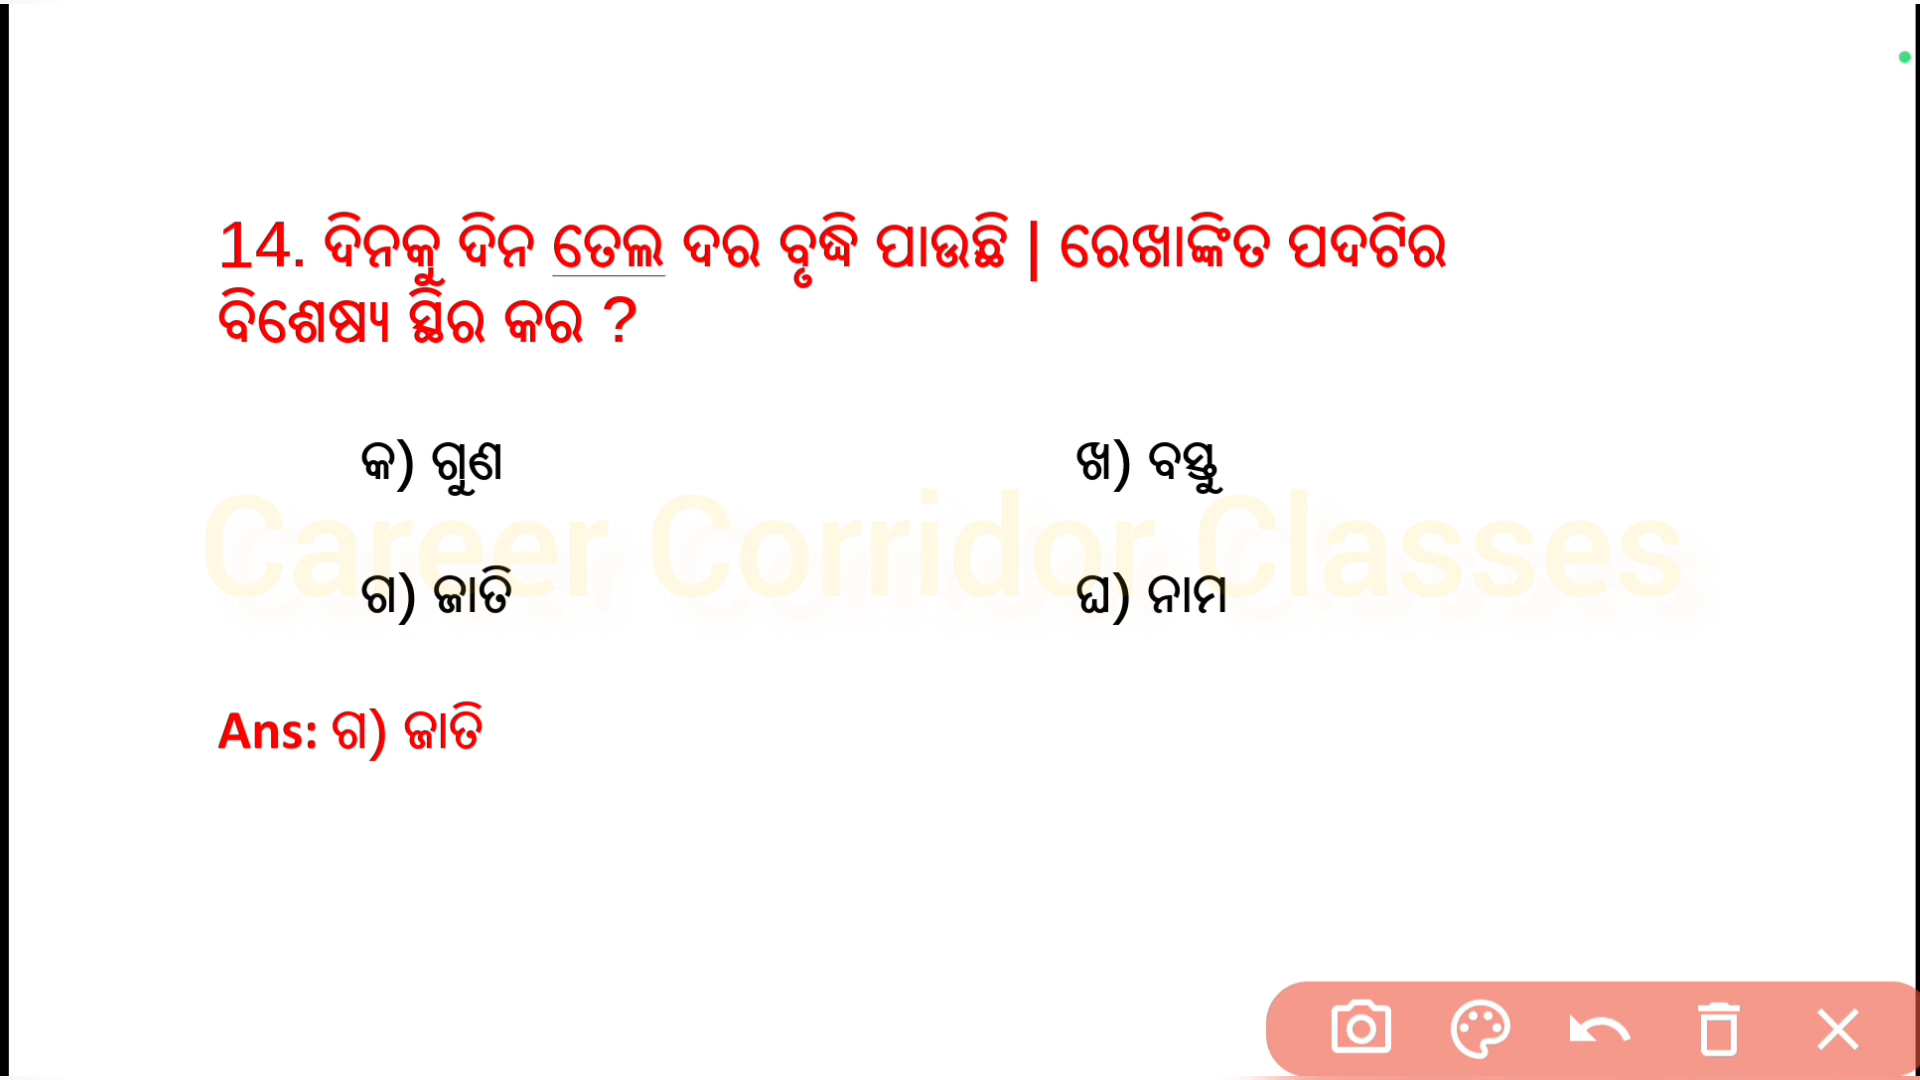 14. ଦିନକୁ ଦିନ ତେଲ ଦର ବୃଦ୍ଧି ପାଉଛି | ରେଖାଙ୍କିତ ପଦଟିର
ବିଶେଷ୍ୟ ସ୍ଥିର କର ?
କ) ଗୁଣ ଖ) ବସ୍ତୁ
Career Corridor Classes
ଗ) ଜାତି ଘ) ନାମ
Ans: ଗ) ଜାତି